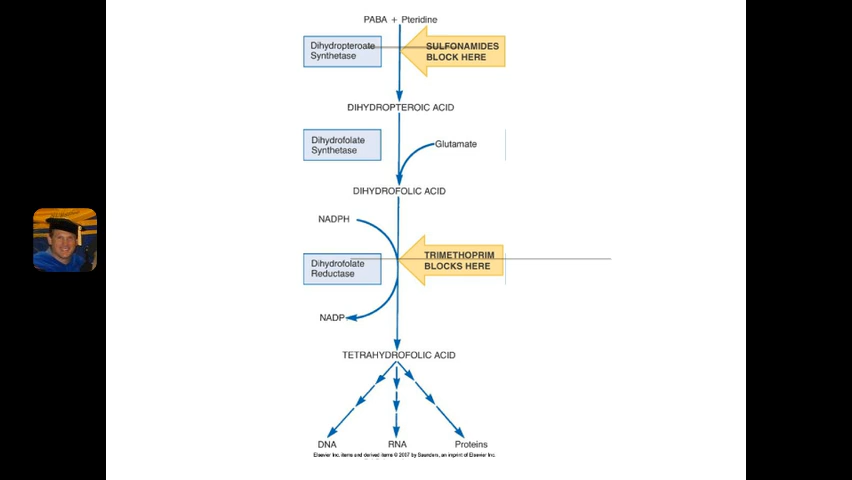 PABA + Pteridine
Dihydropteroate
Synthetase
SULFONAMIDES
BLOCK HERE
DIHYDROPTEROIC ACID
Dihydrofolate
Synthetase
Glutamate
DIHYDROFOLIC ACID
NADPH
TRIMETHOPRIM
BLOCKS HERE
Dihydrofolate
Reductase
NADP
TETRAHYDROFOLIC ACID
DNA
RNA
Proteins
Elsevier Inc. items and derived items © 2007 by Saunders, an imprint of Elsevier Inc.